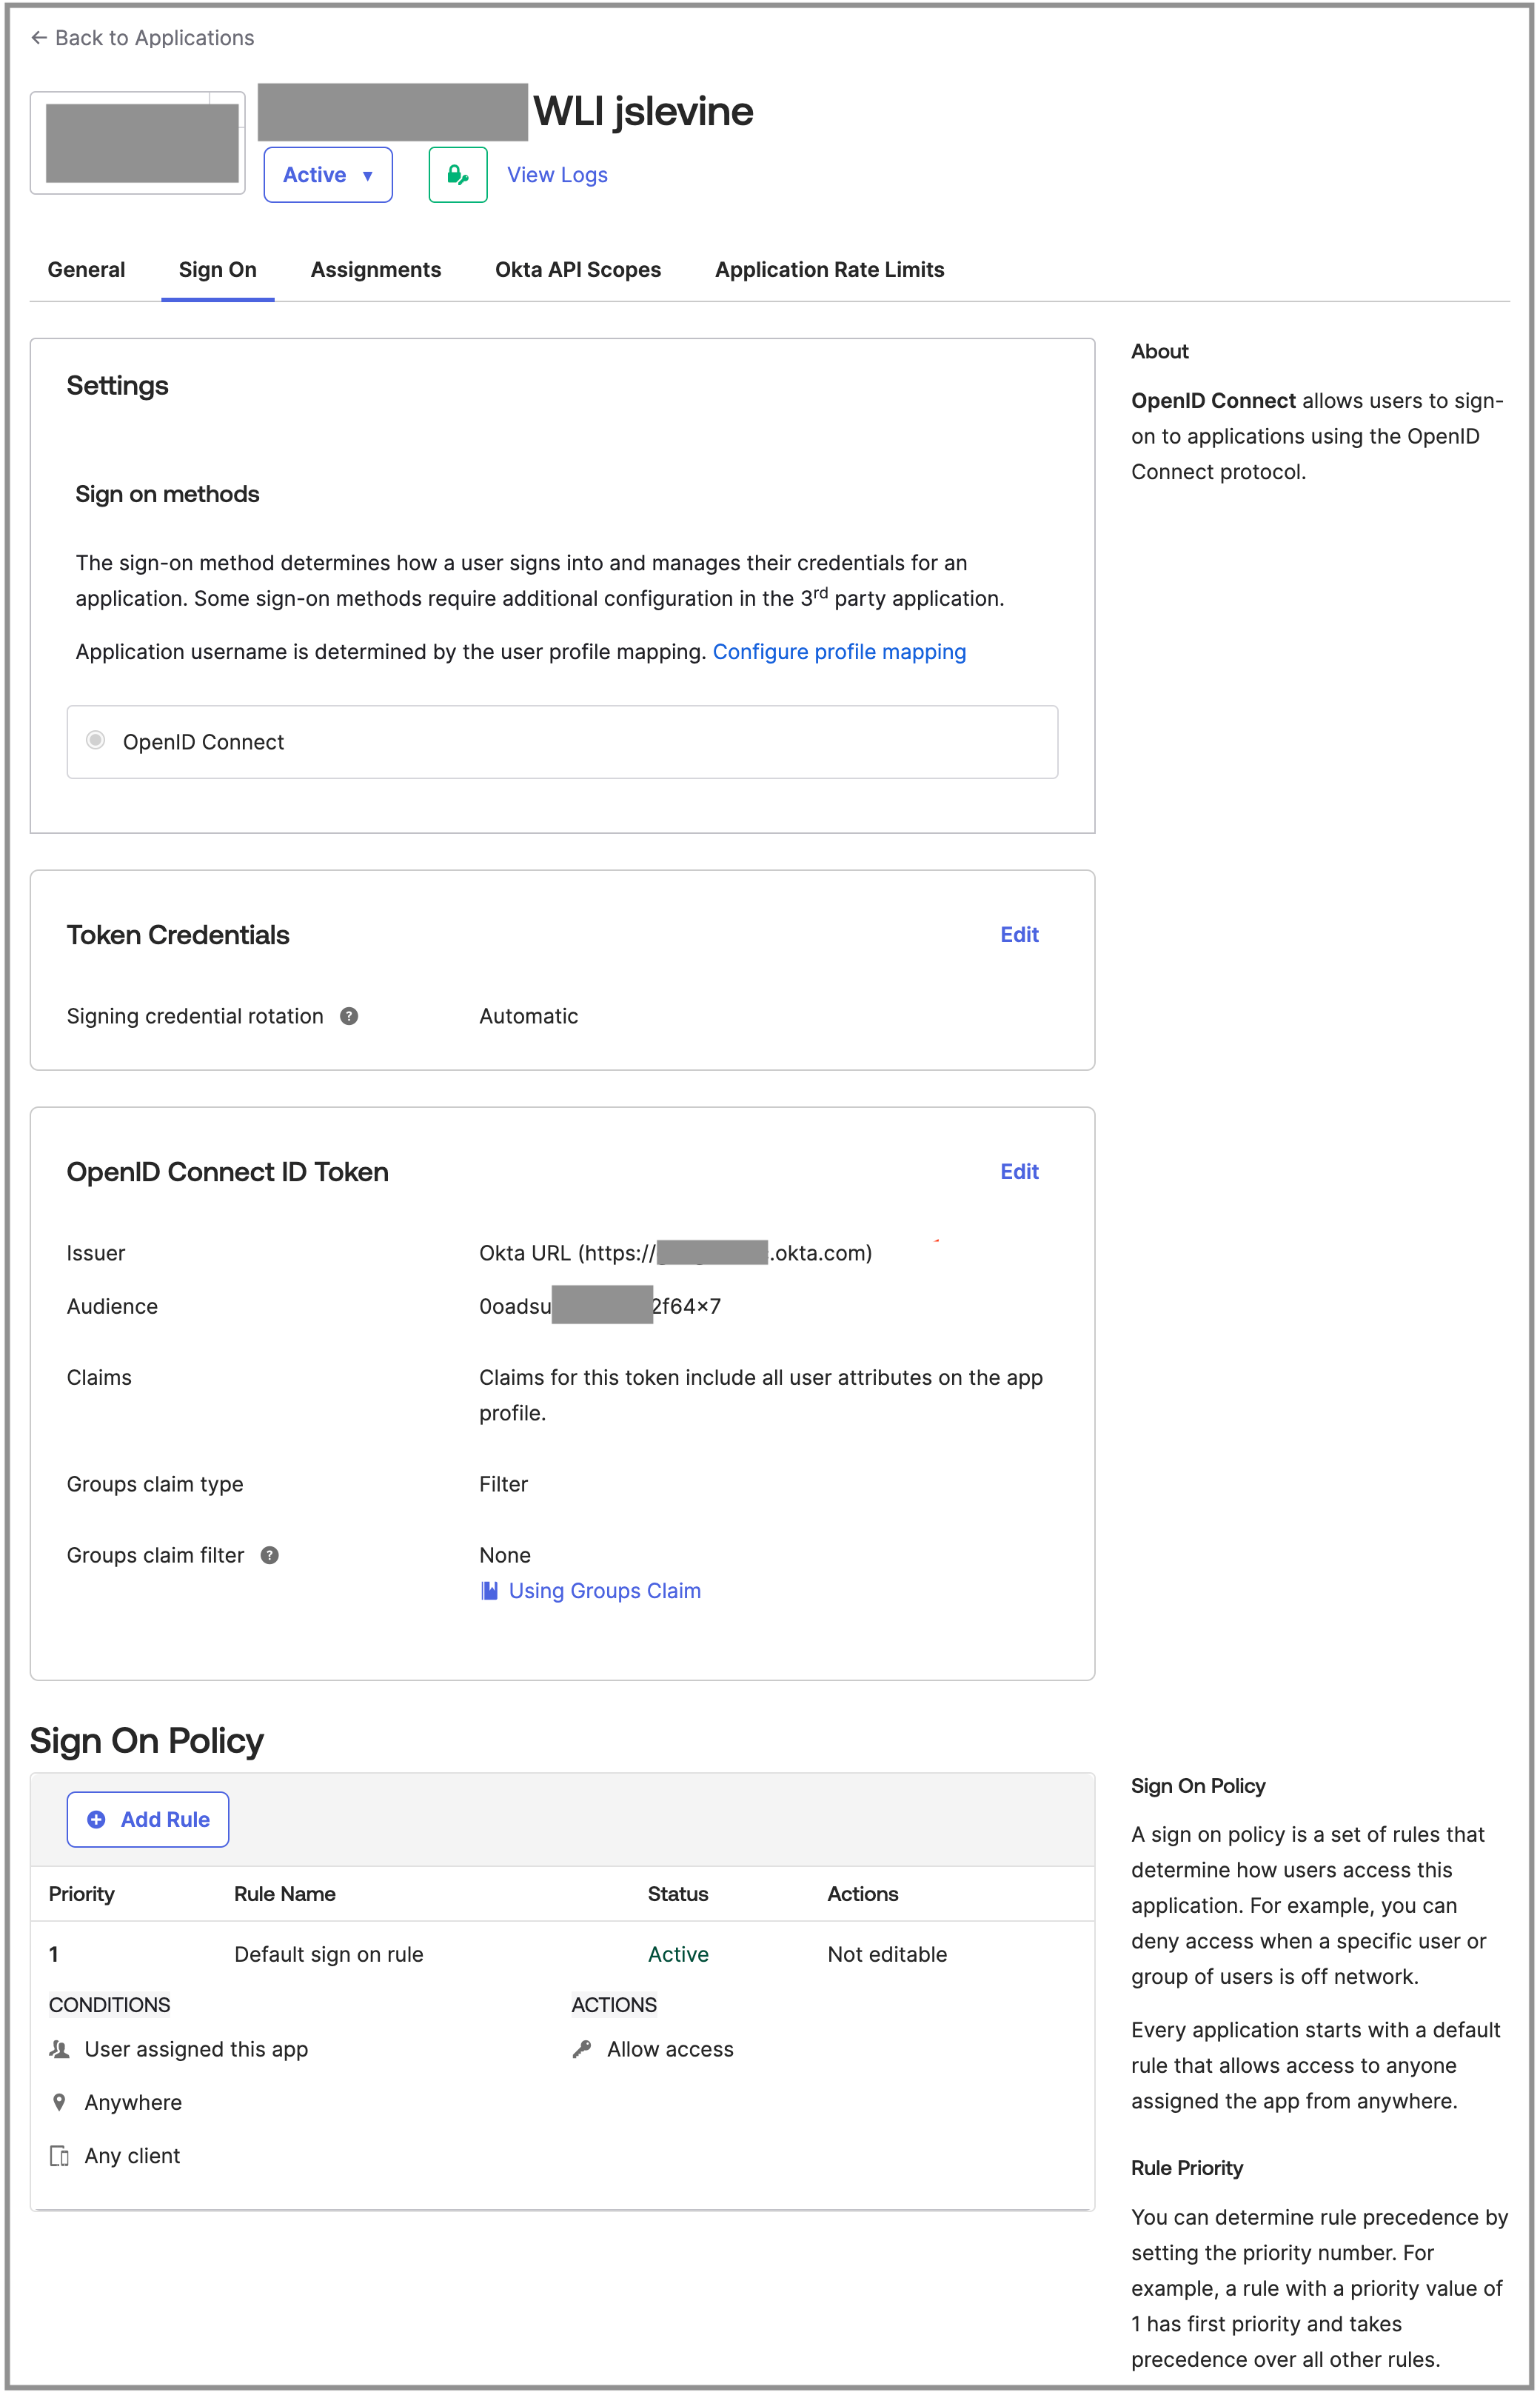 ← Back to Applications
WLI jslevine
Active ▼
View Logs
General
Sign On
Assignments
Okta API Scopes
Application Rate Limits
Settings
Sign on methods
The sign-on method determines how a user signs into and manages their credentials for an
application. Some sign-on methods require additional configuration in the 3rd party application.
Application username is determined by the user profile mapping. Configure profile mapping
OpenID Connect
About
OpenID Connect allows users to sign-
on to applications using the OpenID
Connect protocol.
Token Credentials
Edit
Signing credential rotation ?
Automatic
OpenID Connect ID Token
Edit
Issuer
Okta URL (https://.okta.com)
Audience
0oadsu 2f64x7
Claims
Claims for this token include all user attributes on the app
profile.
Groups claim type
Filter
Groups claim filter ?
None
Using Groups Claim
Sign On Policy
Add Rule
Priority
Rule Name
Status
Actions
1
Default sign on rule
Active
Not editable
CONDITIONS
ACTIONS
User assigned this app
Allow access
Anywhere
Any client
Sign On Policy
A sign on policy is a set of rules that
determine how users access this
application. For example, you can
deny access when a specific user or
group of users is off network.
Every application starts with a default
rule that allows access to anyone
assigned the app from anywhere.
Rule Priority
You can determine rule precedence by
setting the priority number. For
example, a rule with a priority value of
1 has first priority and takes
precedence over all other rules.